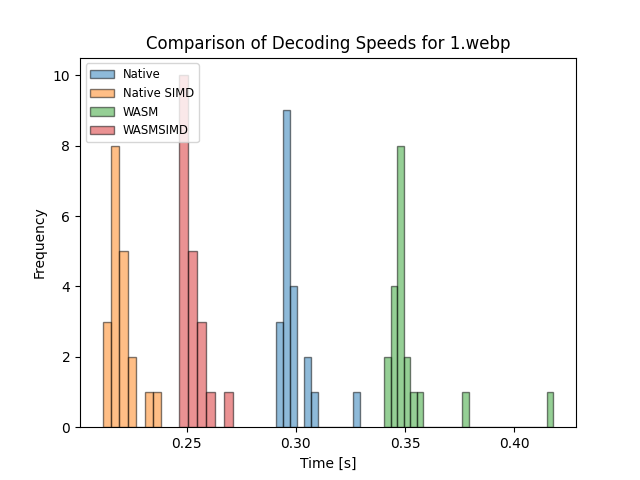 Comparison of Decoding Speeds for 1.webp
Native
Native SIMD
WASM
WASMSIMD
10
8
6
4
2
0
Frequency
0.25 0.30 0.35 0.40
Time [s]